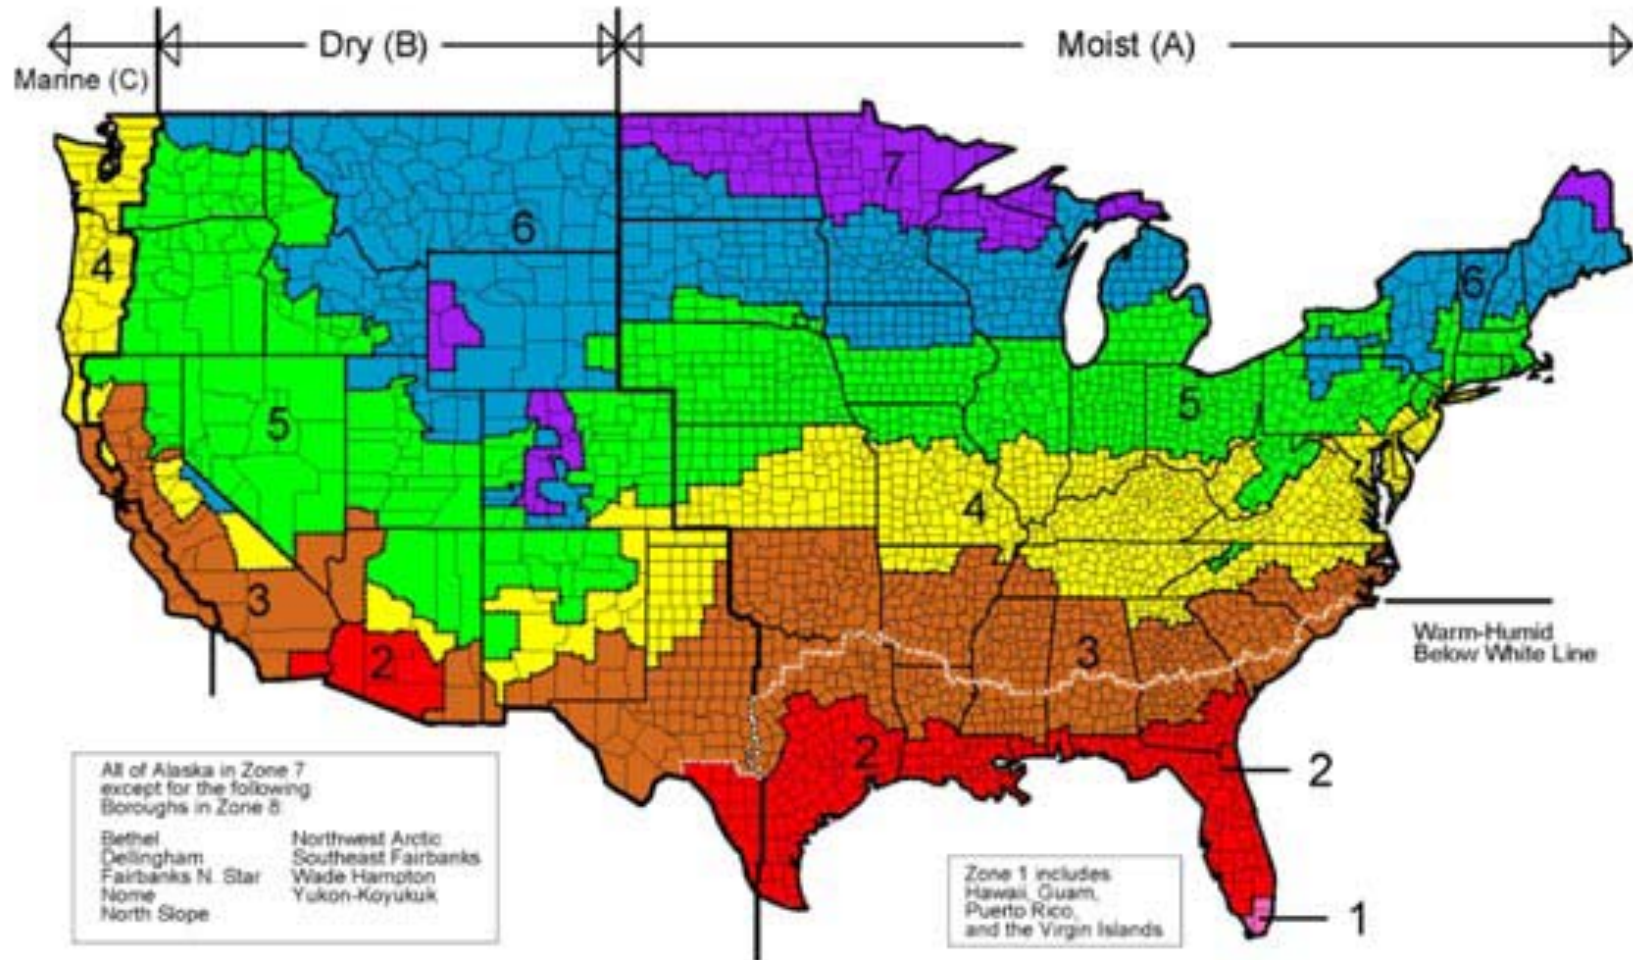 Dry (B)
Moist (A)
Marine (C)
7
6
4
6
5
5
4
3
3
2
2
2
1
Warm-Humid
Below White Line
All of Alaska in Zone 7
except for the following
Boroughs in Zone 8:
Bethel
Dellingham
Fairbanks N. Star
Nome
North Slope
Northwest Arctic
Southeast Fairbanks
Wade Hampton
Yukon-Koyukuk
Zone 1 includes
Hawaii, Guam,
Puerto Rico,
and the Virgin Islands